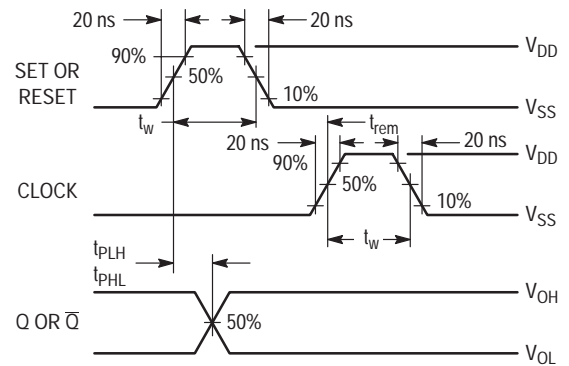 20 ns
20 ns
90%
50%
10%
V_DD
V_SS
SET OR
RESET
t_w
t_rem
20 ns
20 ns
90%
50%
10%
V_DD
V_SS
CLOCK
t_w
t_PLH
t_PHL
50%
V_OH
V_OL
Q OR Q̅